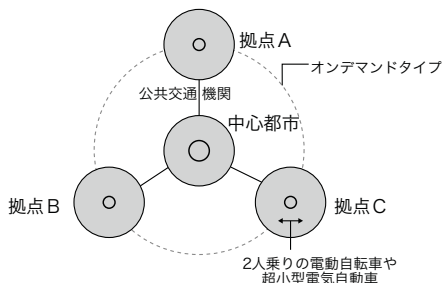 拠点A
オンデマンドタイプ
公共交通機関
中心都市
拠点B
拠点C
2人乗りの電動自転車や
超小型電気自動車